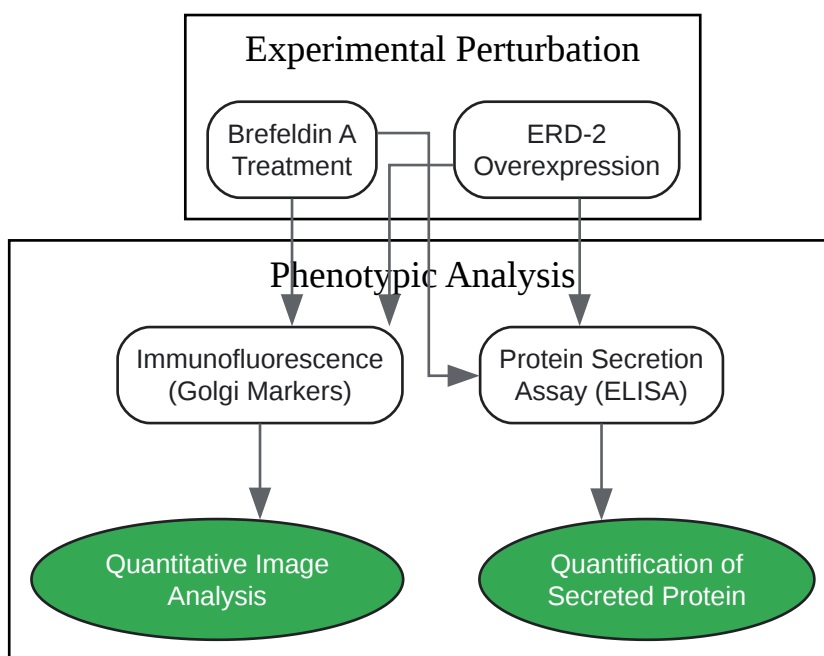 Experimental Perturbation
Brefeldin A
Treatment
ERD-2
Overexpression
Phenotypic Analysis
Immunofluorescence
(Golgi Markers)
Protein Secretion
Assay (ELISA)
Quantitative Image
Analysis
Quantification of
Secreted Protein